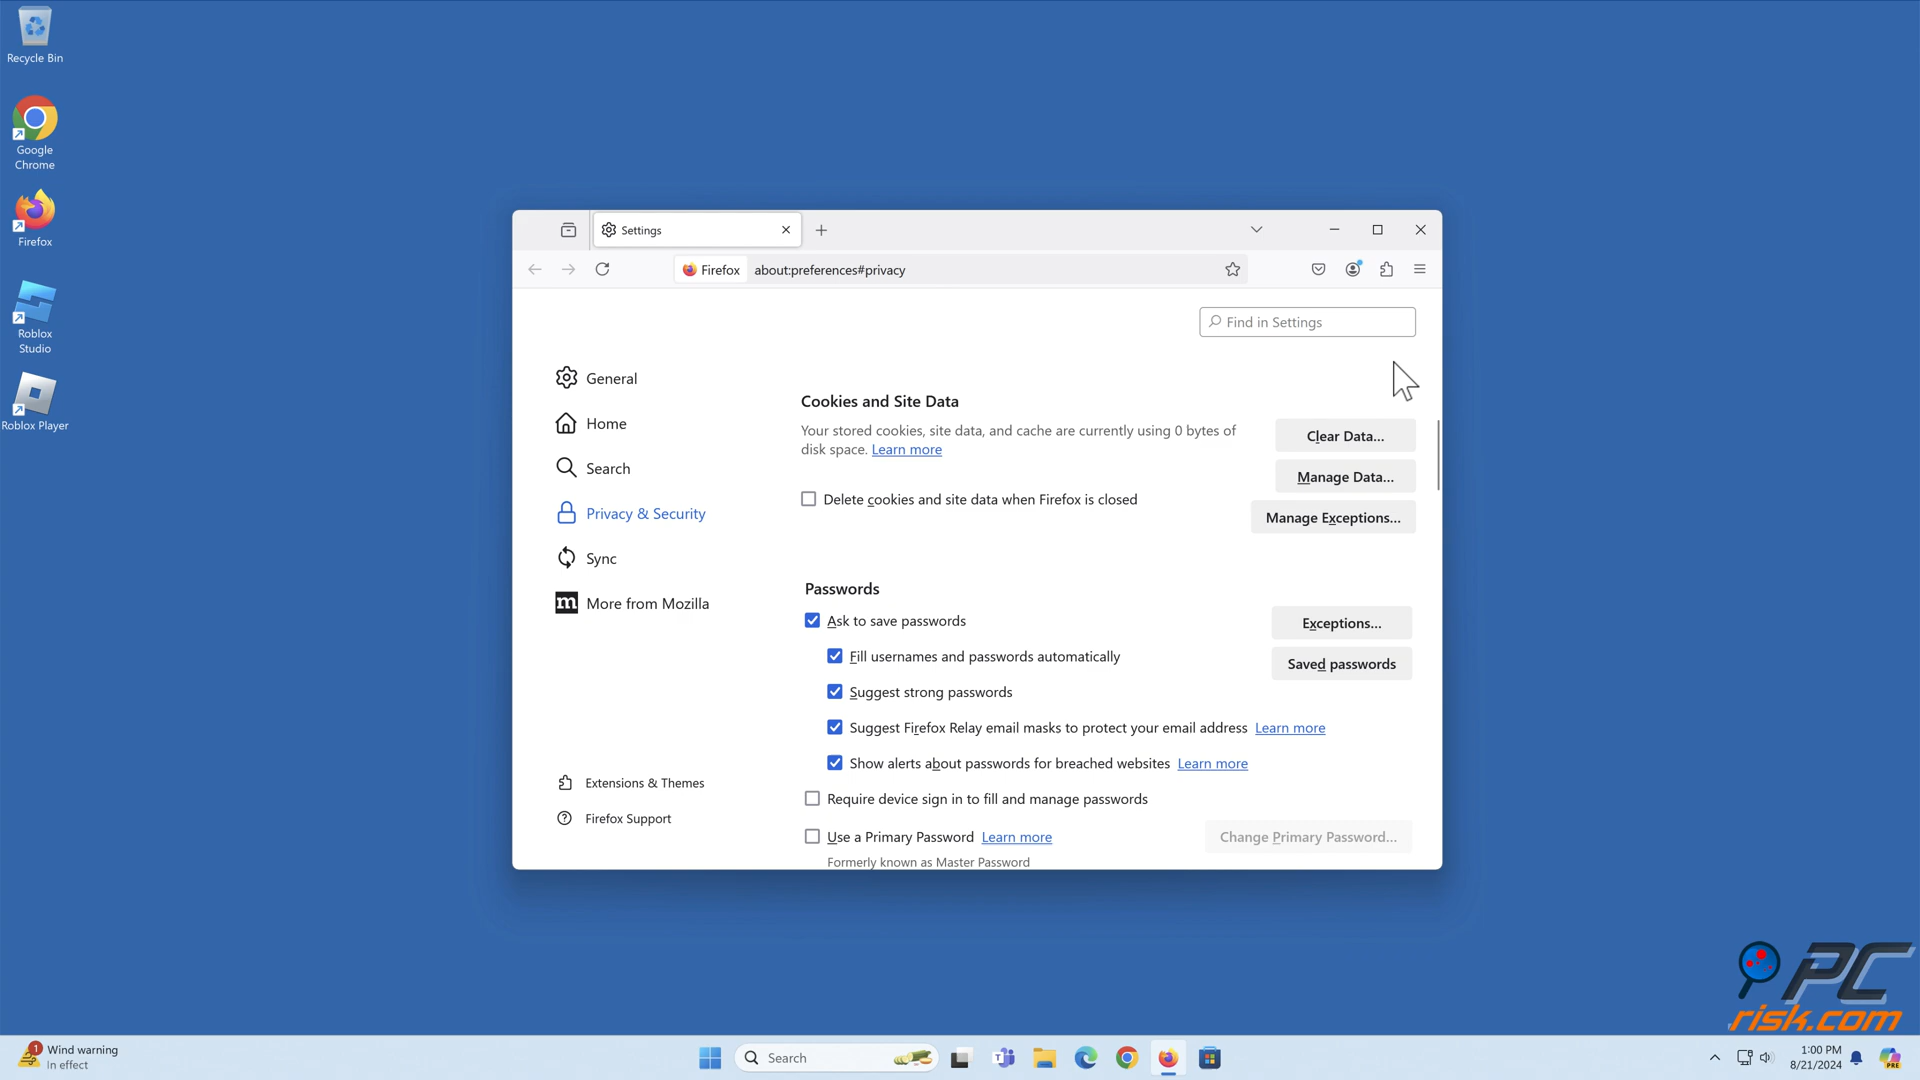 Recycle Bin
Google
Chrome
Firefox
Roblox
Studio
Roblox Player
Settings
Firefox
about:preferences#privacy
Find in Settings
General
Home
Search
Privacy & Security
Sync
More from Mozilla
Extensions & Themes
Firefox Support
Cookies and Site Data
Your stored cookies, site data, and cache are currently using 0 bytes of
disk space. Learn more
Clear Data...
Manage Data...
Manage Exceptions...
Delete cookies and site data when Firefox is closed
Passwords
Ask to save passwords
Exceptions...
Fill usernames and passwords automatically
Saved passwords
Suggest strong passwords
Suggest Firefox Relay email masks to protect your email address Learn more
Show alerts about passwords for breached websites Learn more
Require device sign in to fill and manage passwords
Use a Primary Password Learn more
Change Primary Password...
Formerly known as Master Password
PC
risk.com
1
Wind warning
In effect
Search
1:00 PM
8/21/2024
PRE